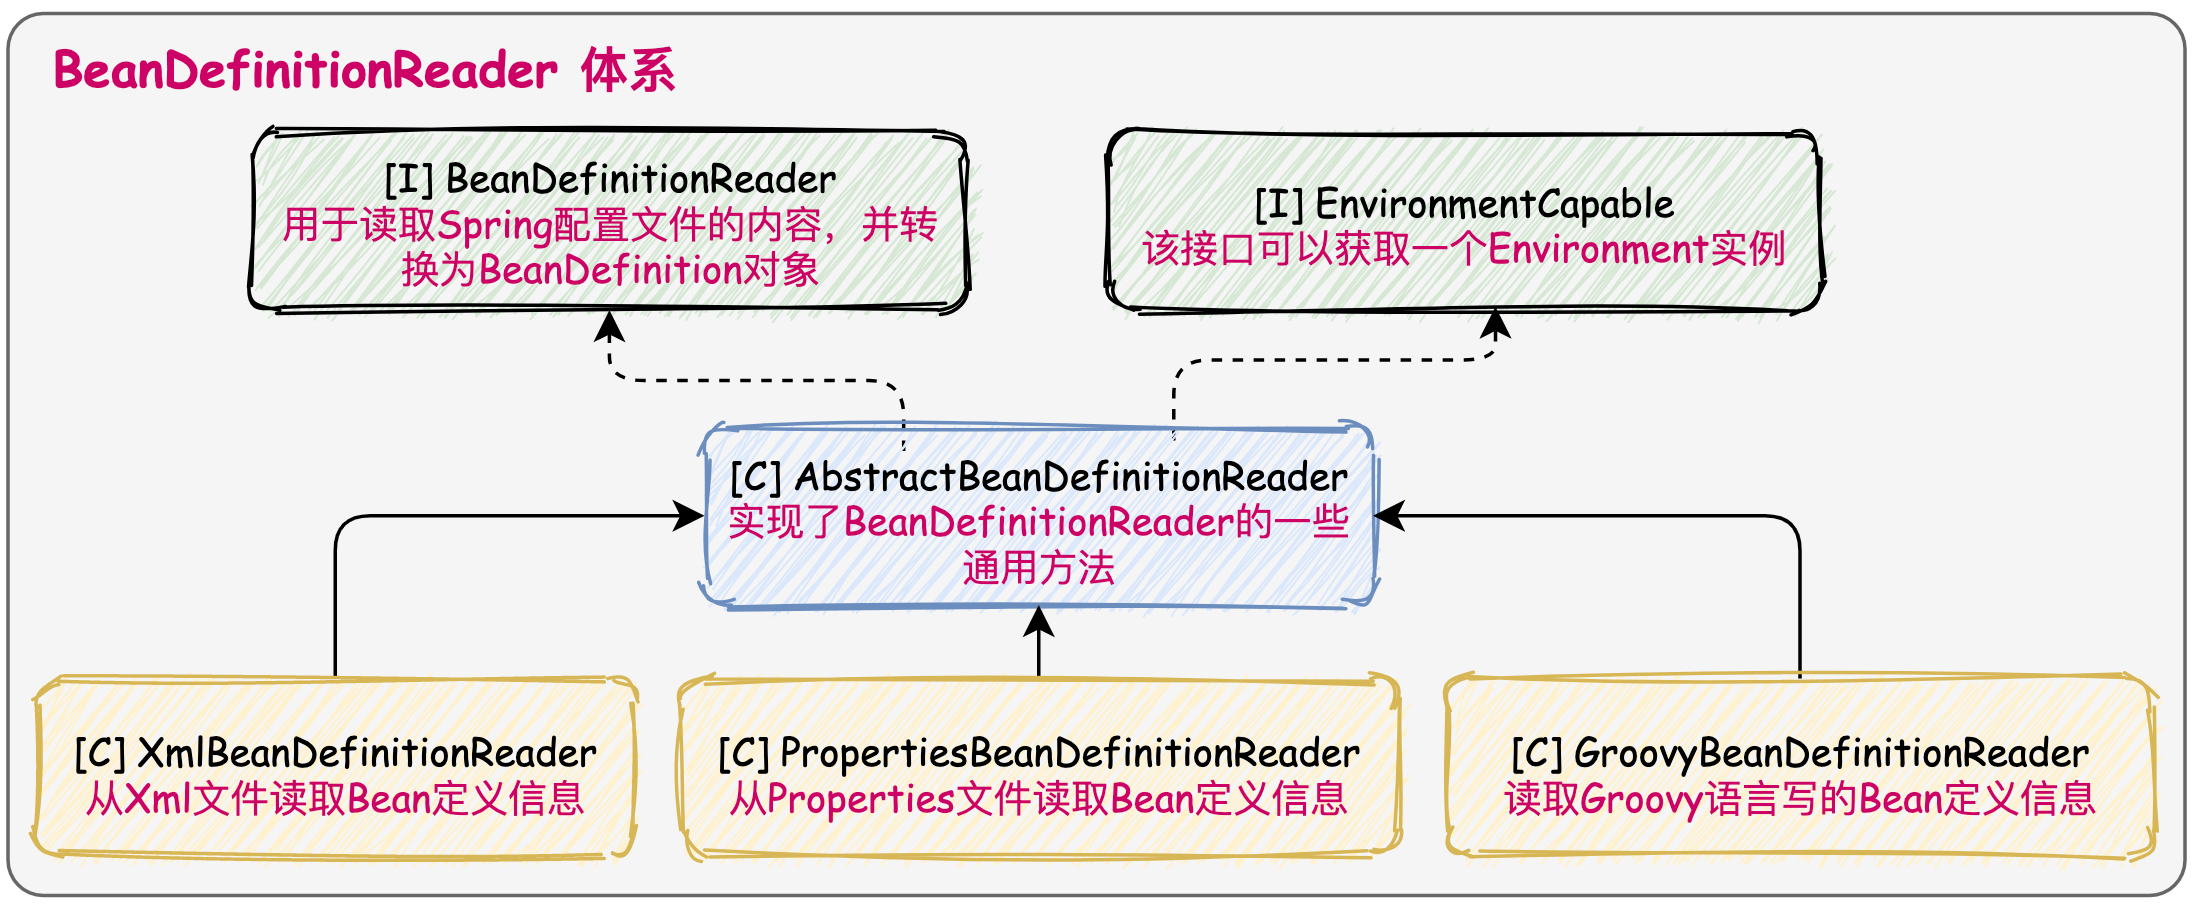 BeanDefinitionReader 体系
[I] BeanDefinitionReader
用于读取Spring配置文件的内容，并转
换为BeanDefinition对象
[I] EnvironmentCapable
该接口可以获取一个Environment实例
[C] AbstractBeanDefinitionReader
实现了BeanDefinitionReader的一些
通用方法
[C] XmlBeanDefinitionReader
从Xml文件读取Bean定义信息
[C] PropertiesBeanDefinitionReader
从Properties文件读取Bean定义信息
[C] GroovyBeanDefinitionReader
读取Groovy语言写的Bean定义信息